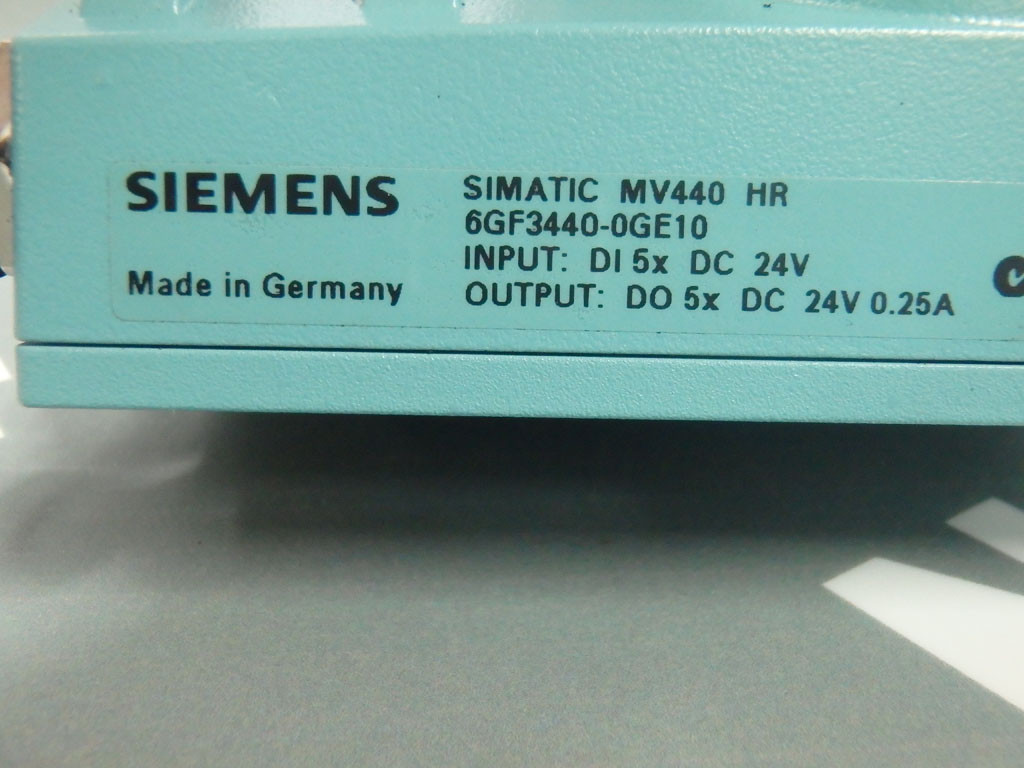 SIEMENS
Made in Germany
SIMATIC MV440 HR
6GF3440-0GE10
INPUT: DI 5x DC 24V
OUTPUT: DO 5x DC 24V 0.25A